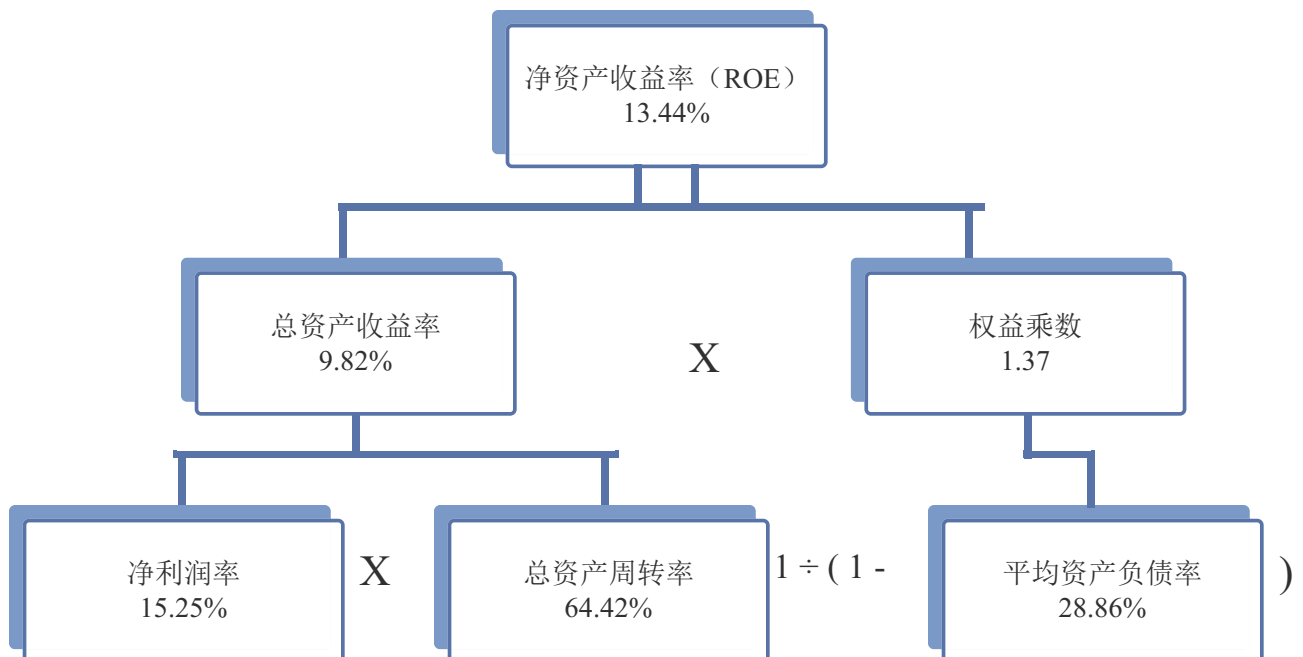 净资产收益率（ROE）
13.44%
总资产收益率
9.82%
X
权益乘数
1.37
净利润率
15.25%
X
总资产周转率
64.42%
1 ÷ ( 1 -
平均资产负债率
28.86%
)